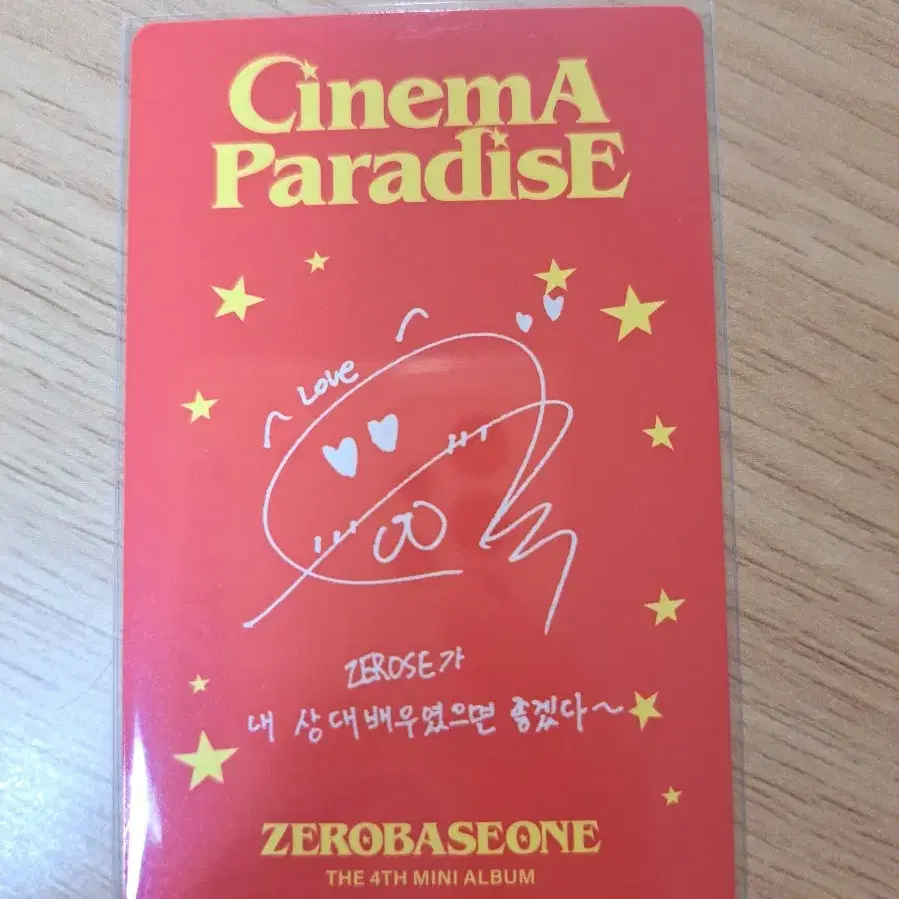 CinemA
ParadisE
Love
ZEROSE가
내 상대배우였으면 좋겠다~
ZEROBASEONE
THE 4TH MINI ALBUM